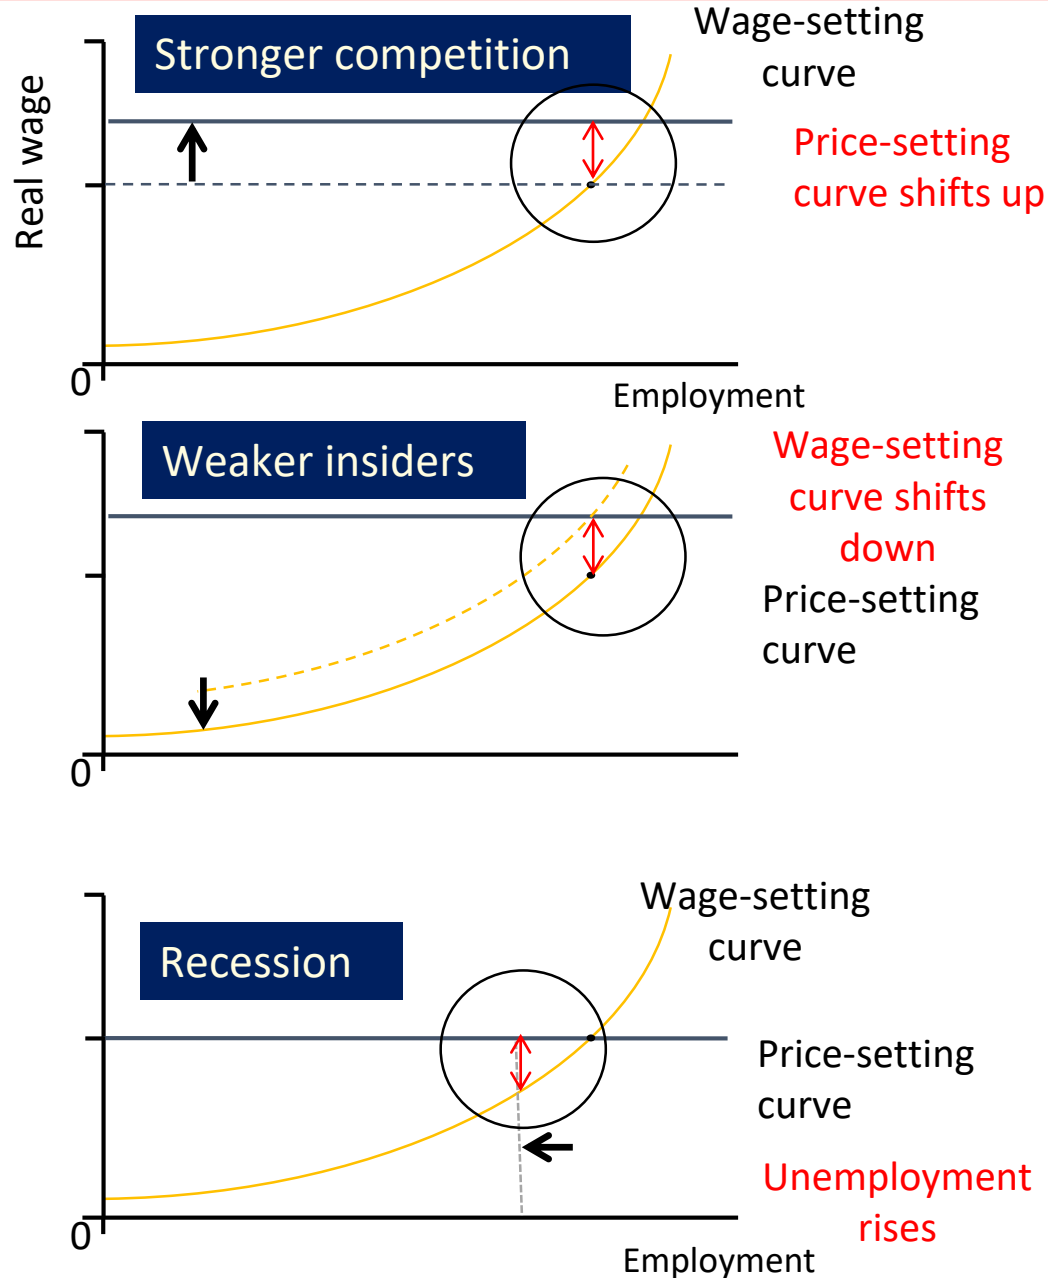 Stronger competition
Wage-setting
curve
Real wage
Price-setting
curve shifts up
0
Employment
Weaker insiders
Wage-setting
curve shifts
down
Price-setting
curve
0
Wage-setting
curve
Recession
Price-setting
curve
Unemployment
rises
0
Employment